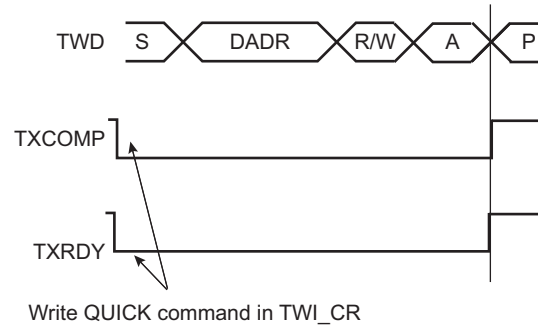 TWD S DADR R/W A P
TXCOMP
TXRDY
Write QUICK command in TWI_CR